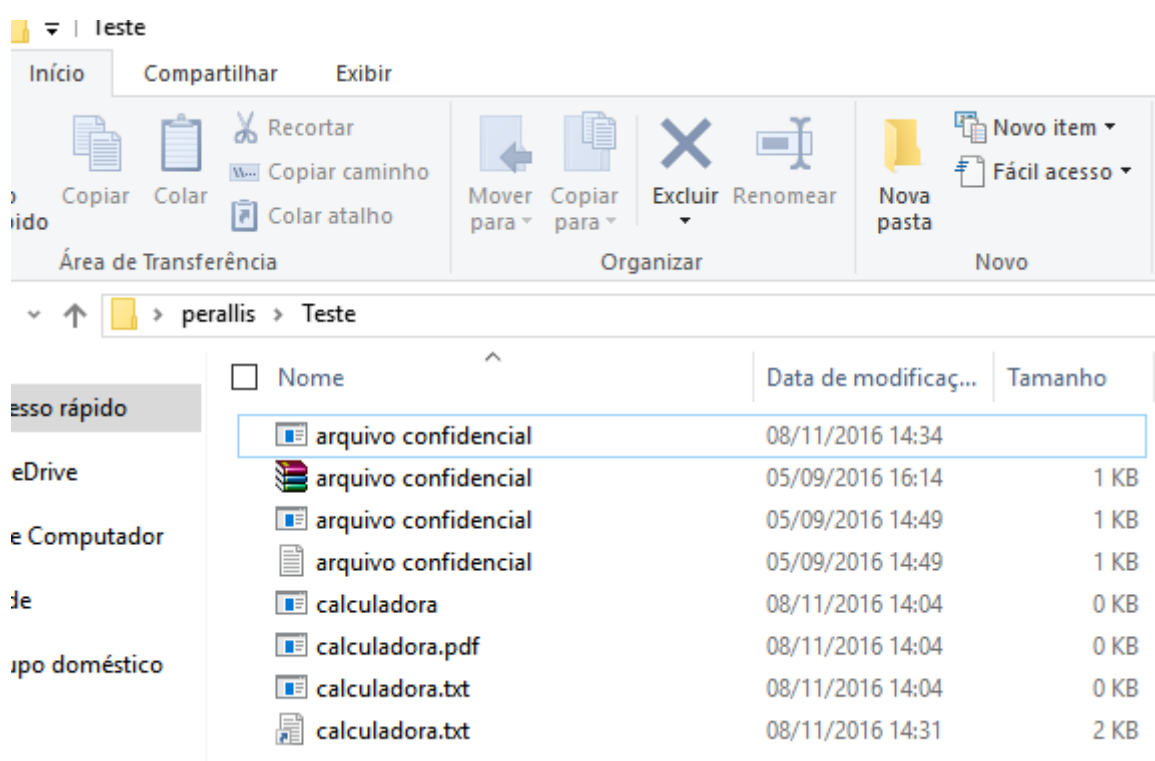 Teste
Início Compartilhar Exibir
Recortar
Copiar caminho
Colar atalho
Copiar Colar
Mover para Copiar para Excluir Renomear
Nova pasta
Novo item
Fácil acesso
Área de Transferência Organizar Novo
perallis > Teste
Nome Data de modificaç... Tamanho
esso rápido
eDrive
e Computador
de
upo doméstico
arquivo confidencial 08/11/2016 14:34
arquivo confidencial 05/09/2016 16:14 1 KB
arquivo confidencial 05/09/2016 14:49 1 KB
arquivo confidencial 05/09/2016 14:49 1 KB
calculadora 08/11/2016 14:04 0 KB
calculadora.pdf 08/11/2016 14:04 0 KB
calculadora.txt 08/11/2016 14:04 0 KB
calculadora.txt 08/11/2016 14:31 2 KB